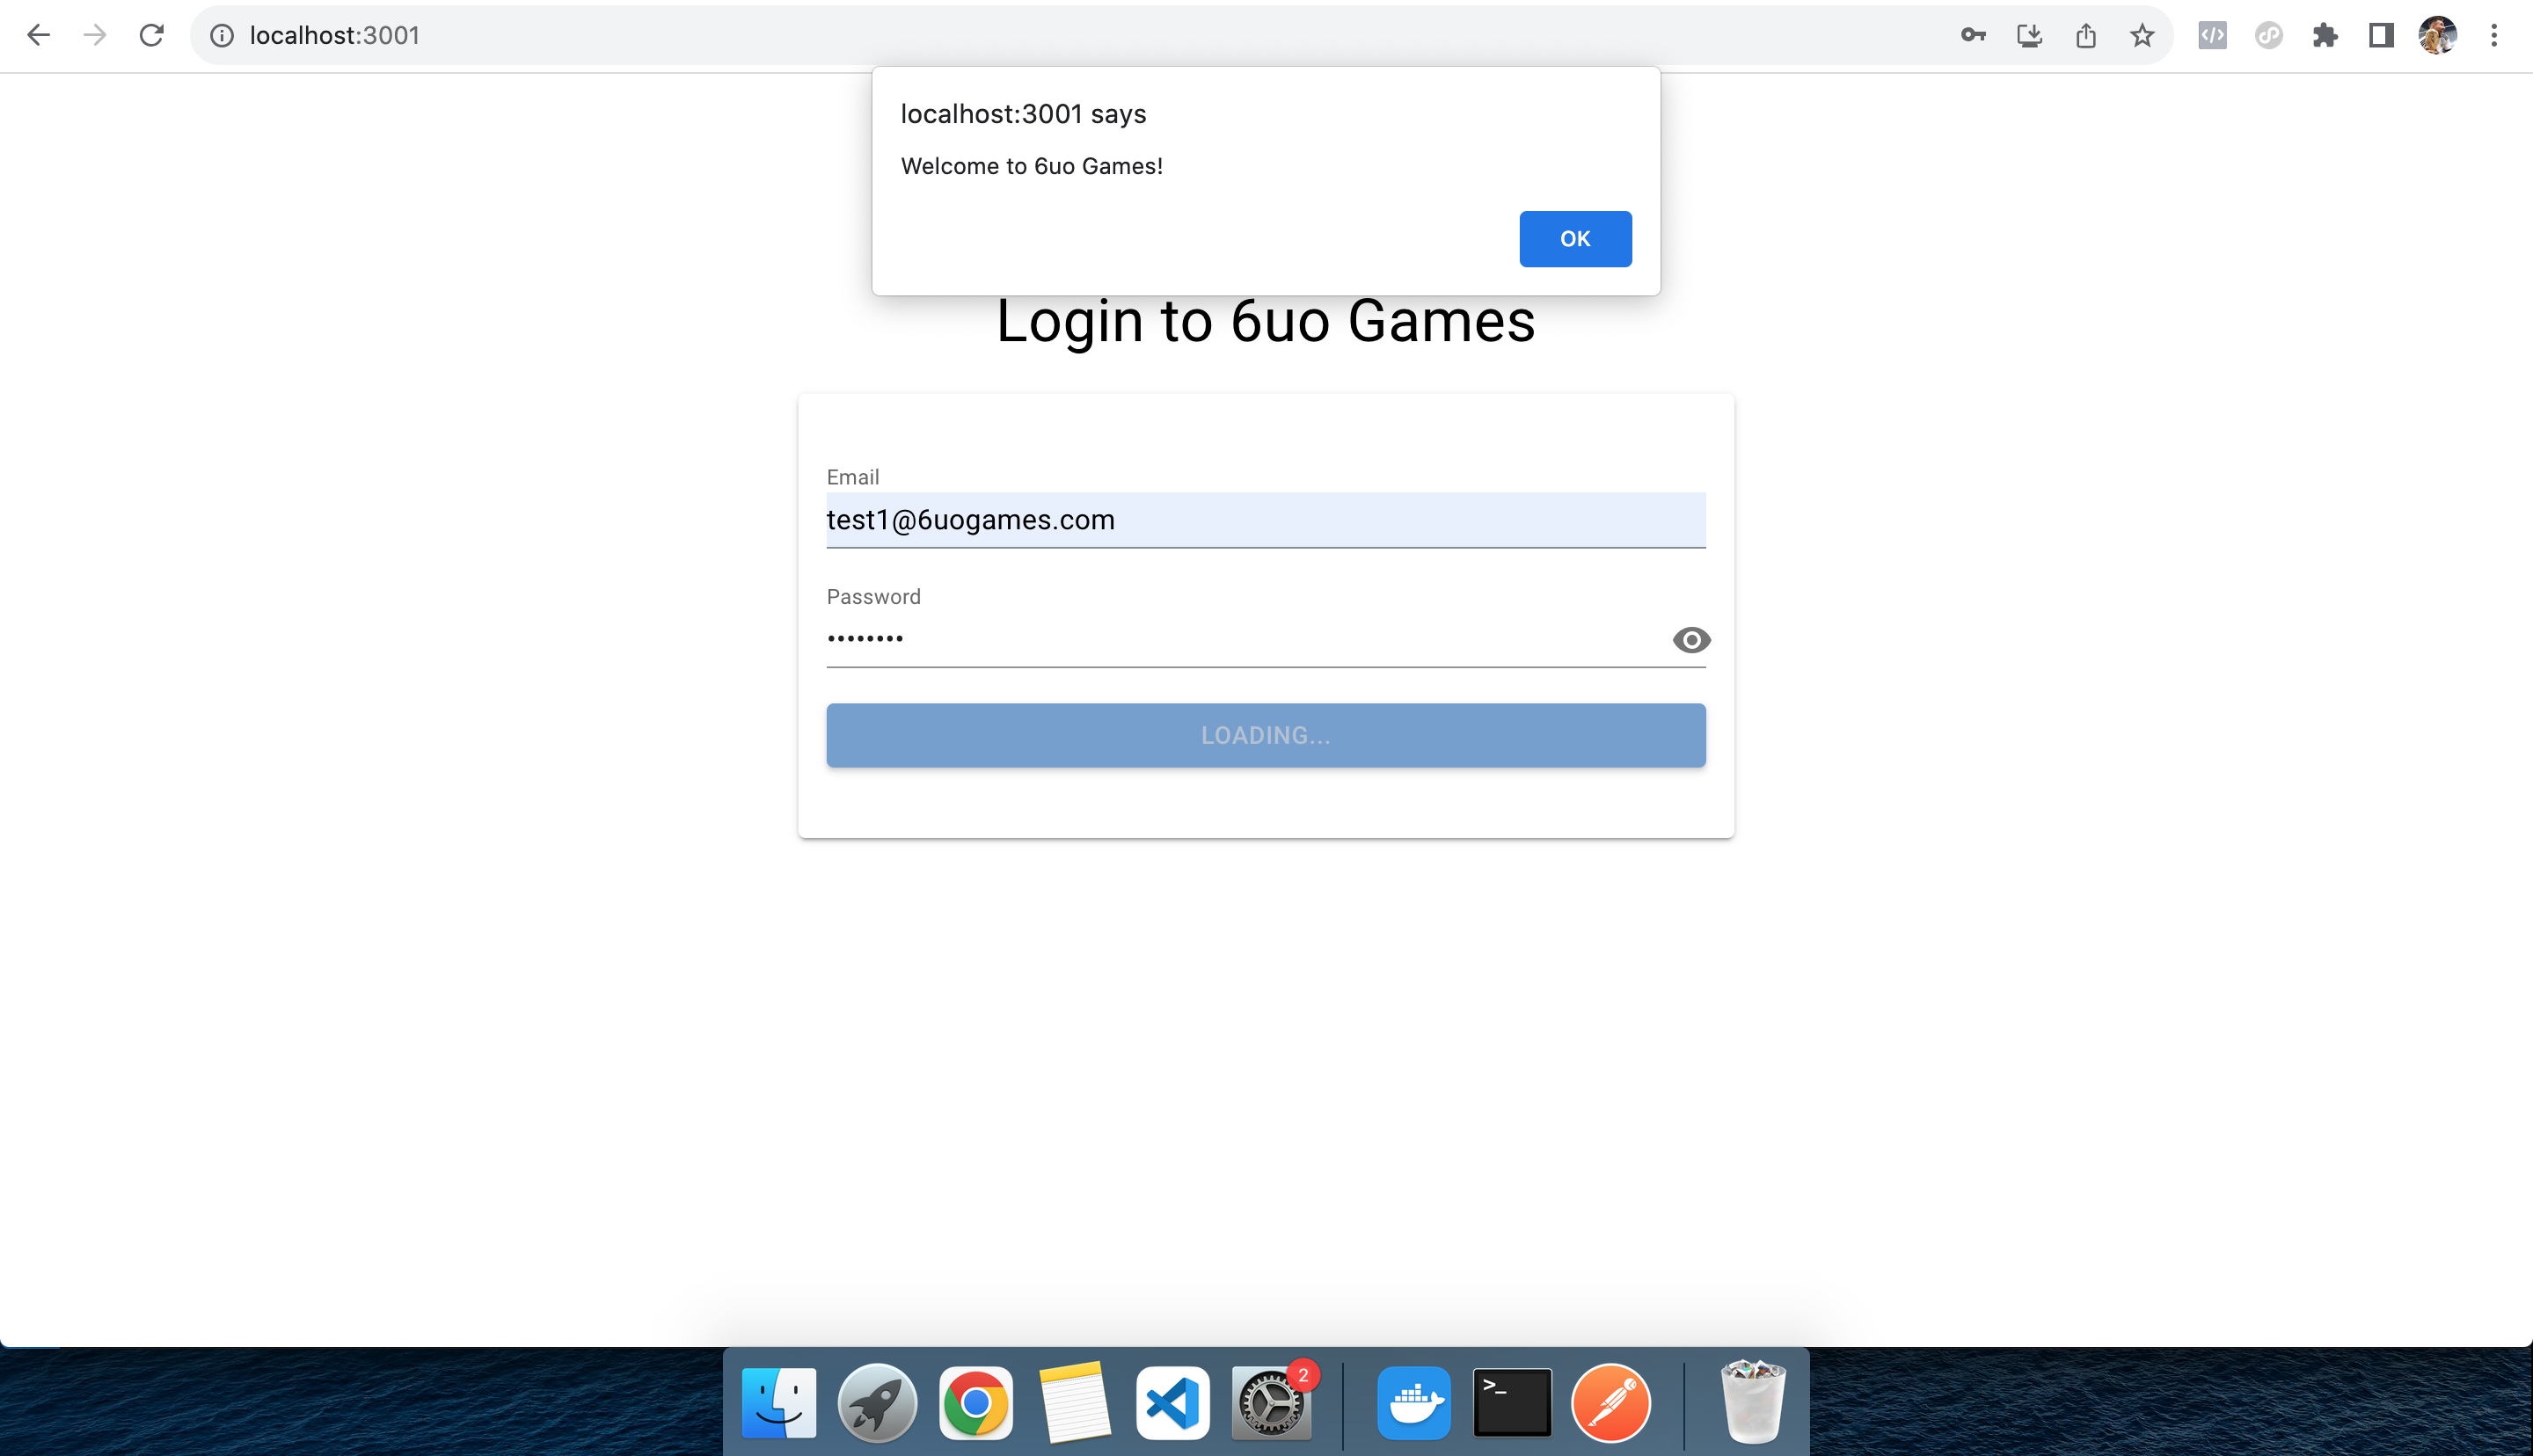 localhost:3001
localhost:3001 says
Welcome to 6uo Games!
OK
Login to 6uo Games
Email
test1@6uogames.com
Password
••••••••
LOADING...
2
>_